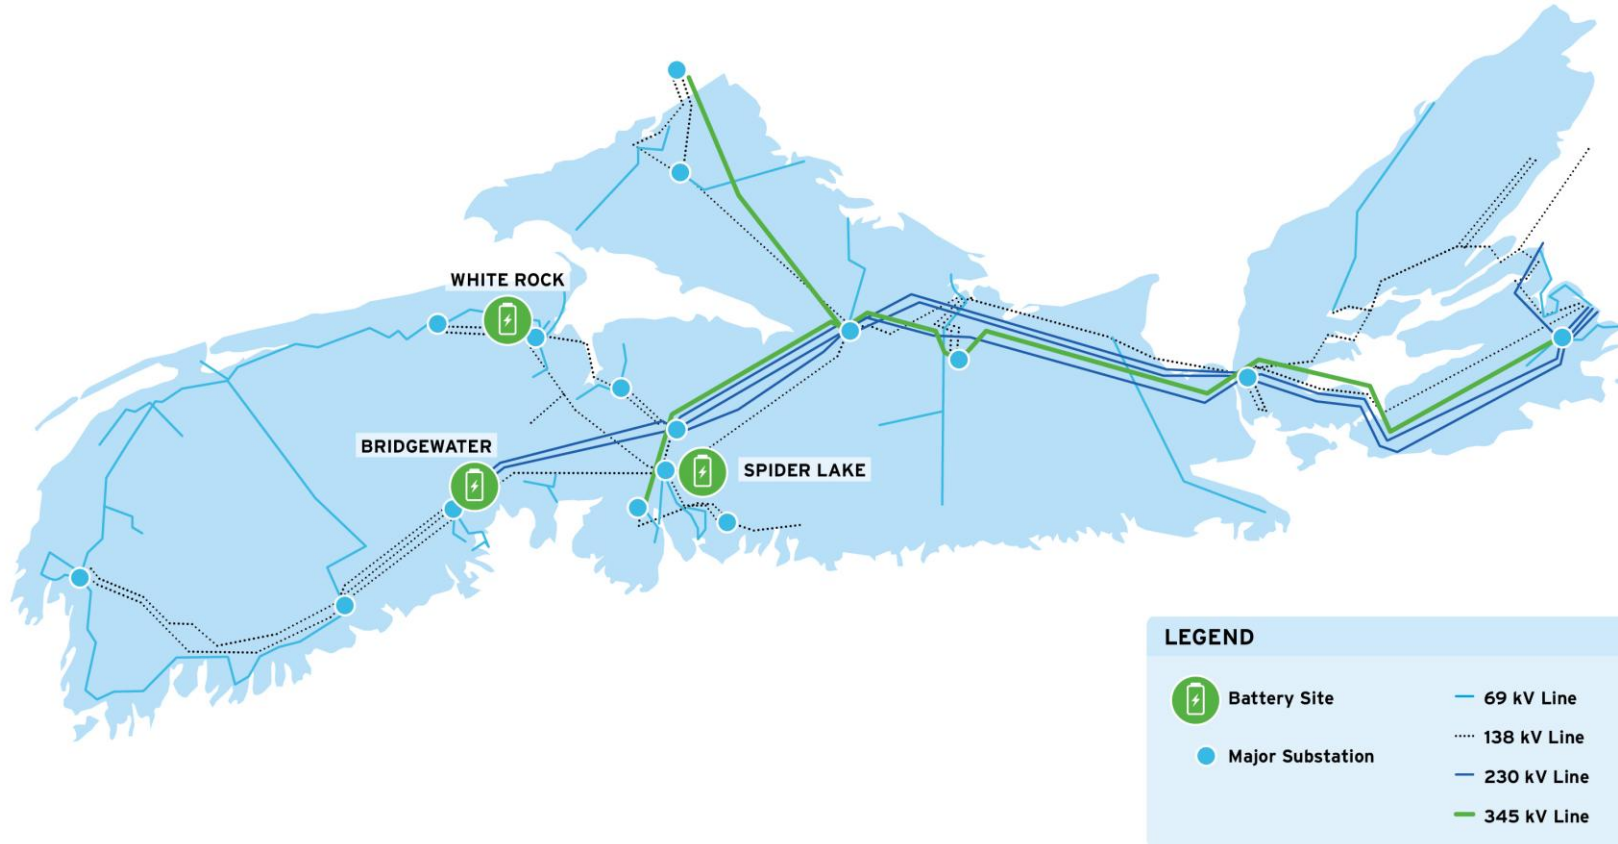 WHITE ROCK
BRIDGEWATER
SPIDER LAKE
LEGEND
Battery Site
Major Substation
69 kV Line
138 kV Line
230 kV Line
345 kV Line